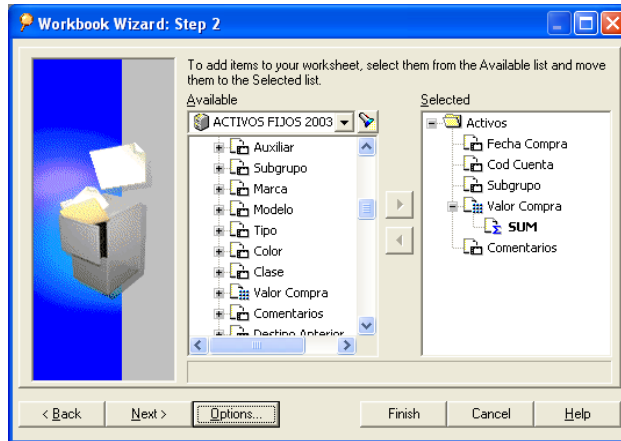 Workbook Wizard: Step 2
To add items to your worksheet, select them from the Available list and move
them to the Selected list.
Available
ACTIVOS FIJOS 2003
Auxiliar
Subgrupo
Marca
Modelo
Tipo
Color
Clase
Valor Compra
Comentarios
Destino Anterior
Selected
Activos
Fecha Compra
Cod Cuenta
Subgrupo
Valor Compra
SUM
Comentarios
< Back
Next >
Options...
Finish
Cancel
Help